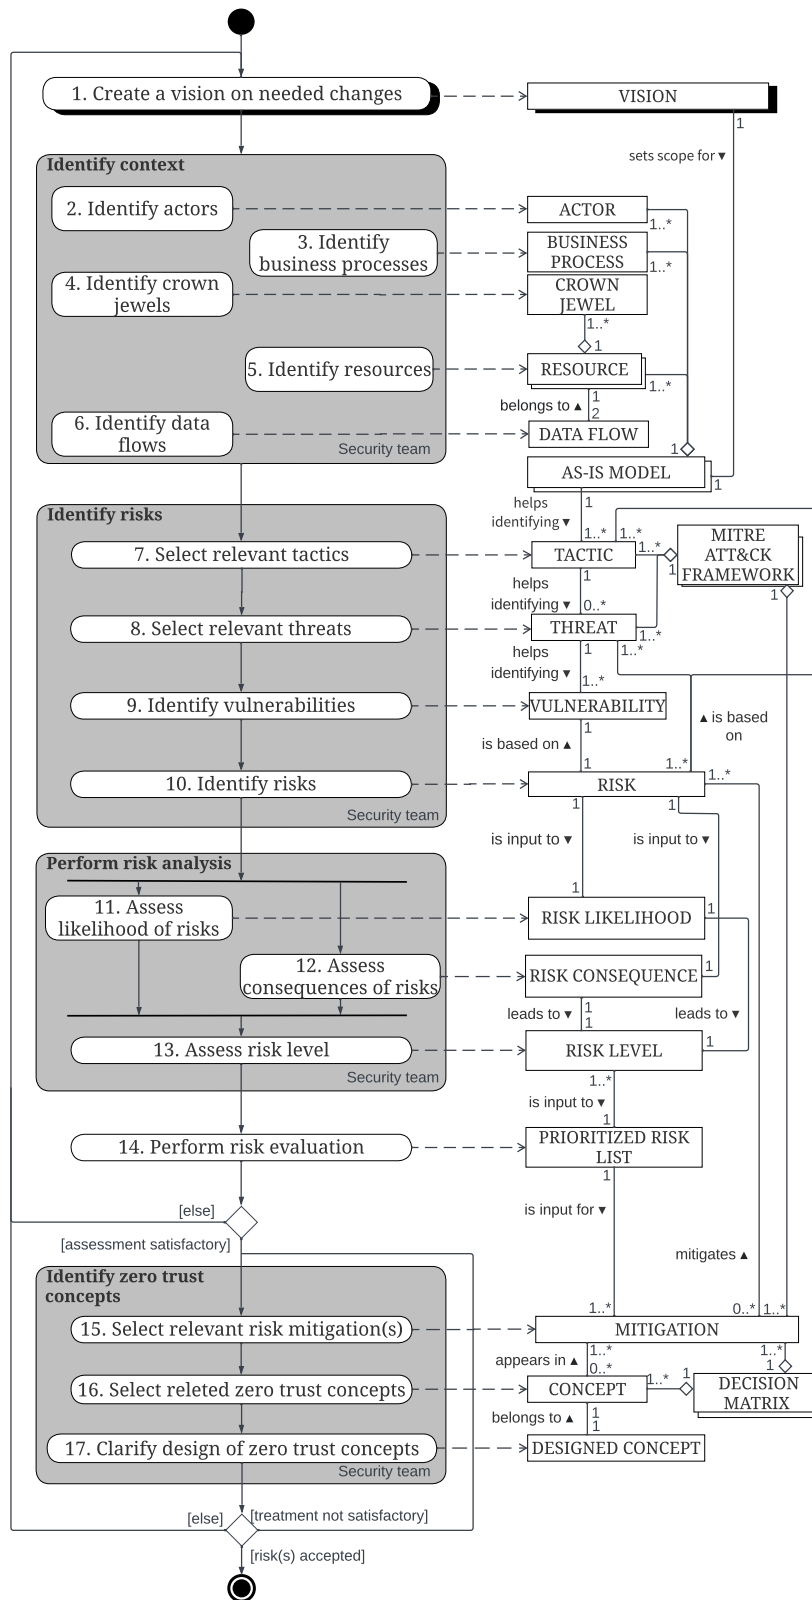 1. Create a vision on needed changes
VISION
1
sets scope for ▼
Identify context
2. Identify actors
ACTOR
1..*
3. Identify
business processes
BUSINESS
PROCESS
1..*
4. Identify crown
jewels
CROWN
JEWEL
1..*
1
5. Identify resources
RESOURCE
1..*
belongs to ▲
1
2
6. Identify data
flows
DATA FLOW
Security team
1
AS-IS MODEL
1
helps
identifying ▼
1
1..*
1..*
Identify risks
7. Select relevant tactics
TACTIC
1..*
1
MITRE
ATT&CK
FRAMEWORK
1
helps
identifying ▼
1
0..*
8. Select relevant threats
THREAT
1..*
helps
identifying ▼
1
1..*
1..*
9. Identify vulnerabilities
VULNERABILITY
is based on ▲
1
1
▲ is based
on
1..*
10. Identify risks
RISK
1..*
Security team
1
1
is input to ▼
is input to ▼
1
Perform risk analysis
11. Assess
likelihood of risks
RISK LIKELIHOOD
1
12. Assess
consequences of risks
RISK CONSEQUENCE
1
leads to ▼
1
1
leads to ▼
13. Assess risk level
RISK LEVEL
1
Security team
1..*
is input to ▼
1
14. Perform risk evaluation
PRIORITIZED RISK
LIST
1
is input for ▼
[else]
[assessment satisfactory]
mitigates ▲
Identify zero trust
concepts
1..*
0..*
1..*
15. Select relevant risk mitigation(s)
MITIGATION
appears in ▲
1..*
0..*
1..*
1
16. Select releted zero trust concepts
CONCEPT
1..*
1
DECISION
MATRIX
belongs to ▲
1
1
17. Clarify design of zero trust concepts
DESIGNED CONCEPT
Security team
[else]
[treatment not satisfactory]
[risk(s) accepted]